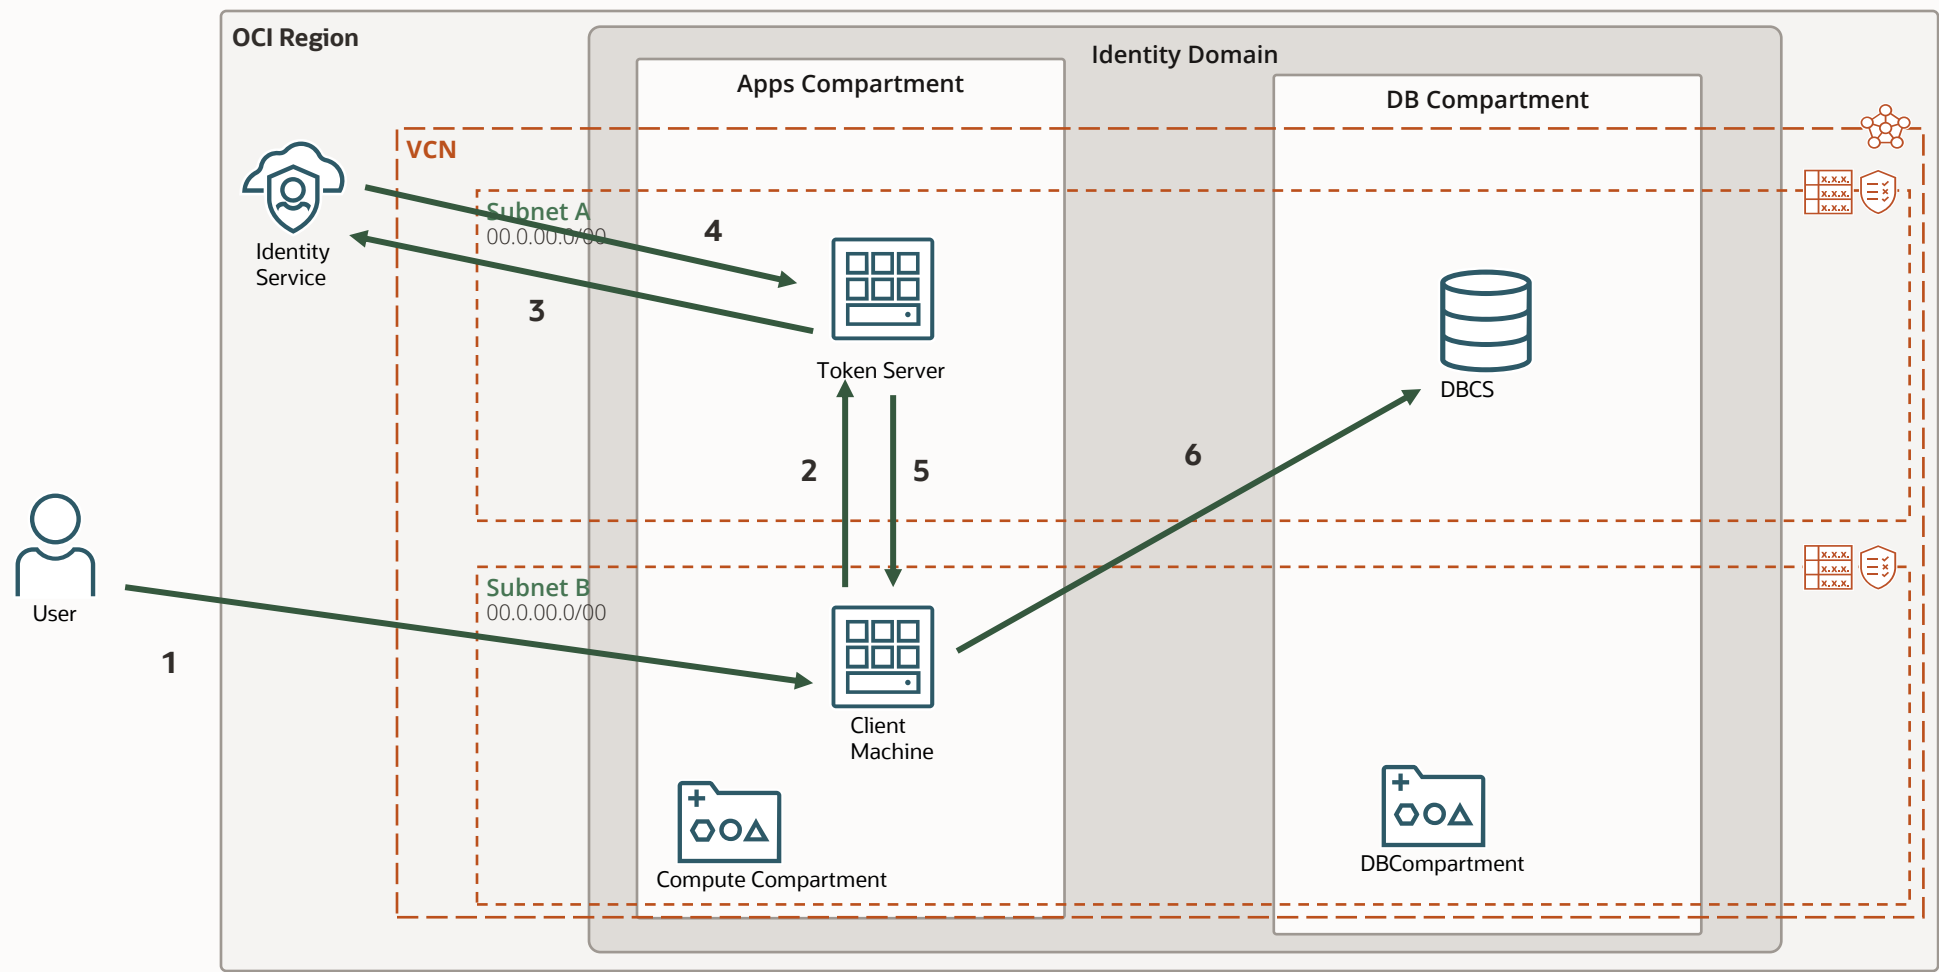 OCI Region
Identity Domain
Apps Compartment
DB Compartment
VCN
Subnet A
00.0.00.0/00
4
Identity
Service
3
Token Server
DBCS
2
5
6
User
1
Subnet B
00.0.00.0/00
Client
Machine
Compute Compartment
DBCompartment
x.x.x.
x.x.x.
x.x.x.
x.x.x.
x.x.x.
x.x.x.